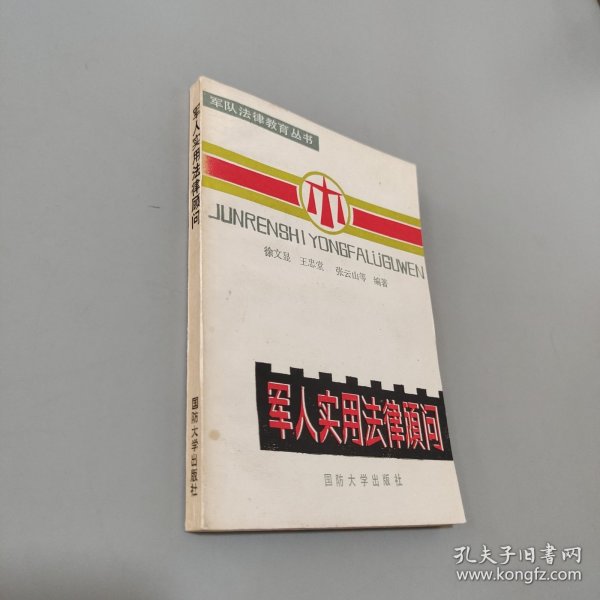 军人实用法律顾问
国防大学出版社
军队法律教育丛书
JUNRENSHIYONGFALÜGUWEN
徐文显 王忠堂 张云山等 编著
军人实用法律顾问
国防大学出版社
孔夫子旧书网
www.kongfz.com